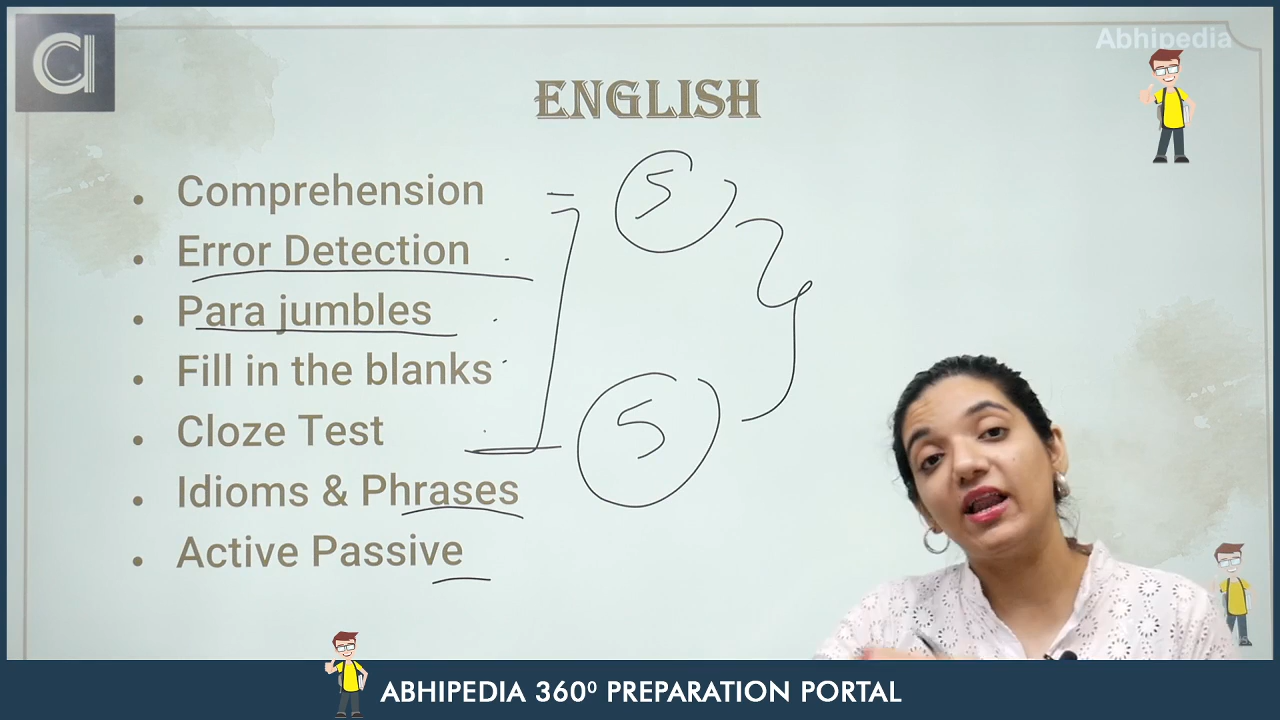 Abhipedia
ENGLISH
Comprehension = 5
Error Detection
Para jumbles
Fill in the blanks
Cloze Test
5
Idioms & Phrases
Active Passive
ABHIPEDIA 360⁰ PREPARATION PORTAL